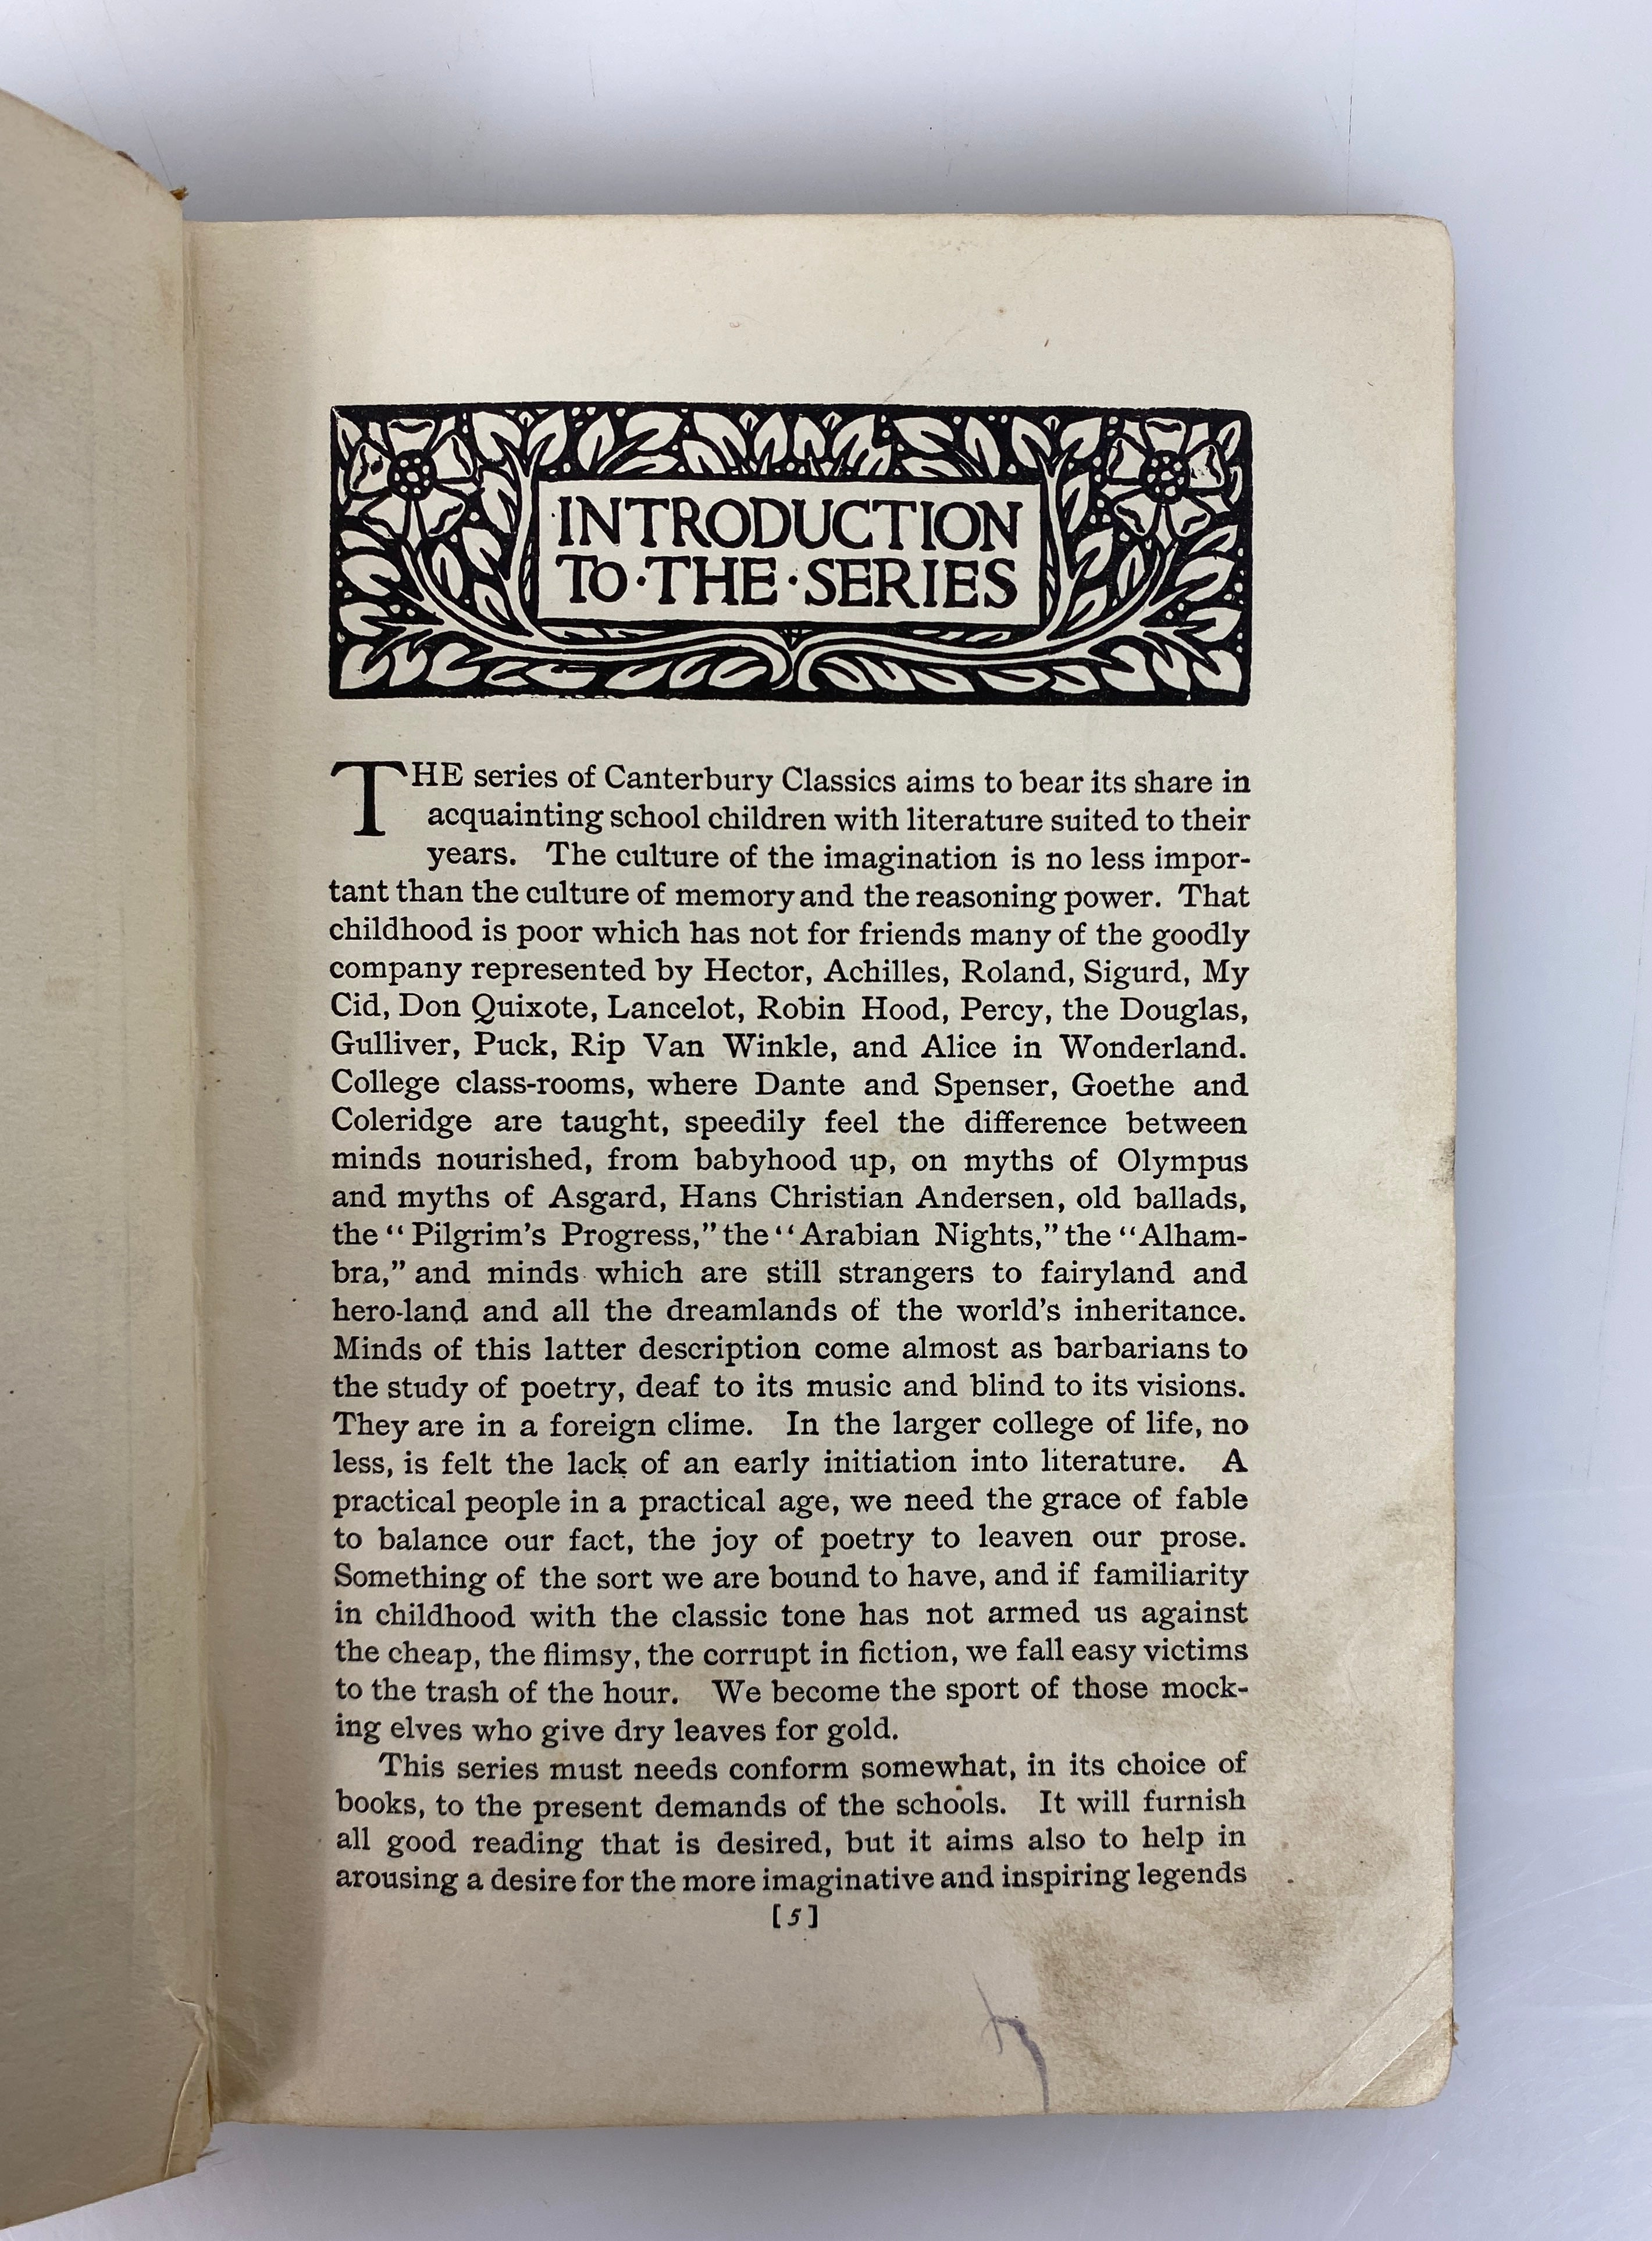 INTRODUCTION
TO·THE·SERIES
THE series of Canterbury Classics aims to bear its share in
acquainting school children with literature suited to their
years. The culture of the imagination is no less impor-
tant than the culture of memory and the reasoning power. That
childhood is poor which has not for friends many of the goodly
company represented by Hector, Achilles, Roland, Sigurd, My
Cid, Don Quixote, Lancelot, Robin Hood, Percy, the Douglas,
Gulliver, Puck, Rip Van Winkle, and Alice in Wonderland.
College class-rooms, where Dante and Spenser, Goethe and
Coleridge are taught, speedily feel the difference between
minds nourished, from babyhood up, on myths of Olympus
and myths of Asgard, Hans Christian Andersen, old ballads,
the “Pilgrim’s Progress,” the “Arabian Nights,” the “Alham-
bra,” and minds which are still strangers to fairyland and
hero-land and all the dreamlands of the world’s inheritance.
Minds of this latter description come almost as barbarians to
the study of poetry, deaf to its music and blind to its visions.
They are in a foreign clime. In the larger college of life, no
less, is felt the lack of an early initiation into literature. A
practical people in a practical age, we need the grace of fable
to balance our fact, the joy of poetry to leaven our prose.
Something of the sort we are bound to have, and if familiarity
in childhood with the classic tone has not armed us against
the cheap, the flimsy, the corrupt in fiction, we fall easy victims
to the trash of the hour. We become the sport of those mock-
ing elves who give dry leaves for gold.
This series must needs conform somewhat, in its choice of
books, to the present demands of the schools. It will furnish
all good reading that is desired, but it aims also to help in
arousing a desire for the more imaginative and inspiring legends
[5]